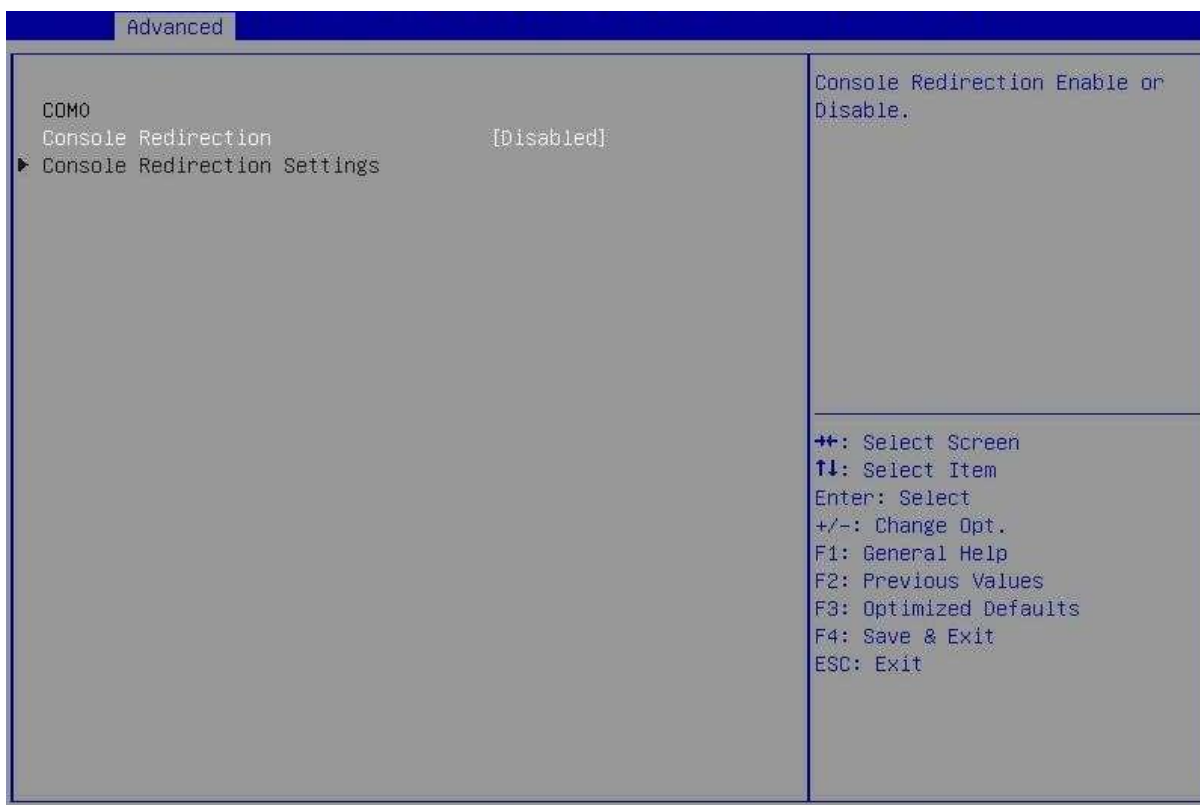 Advanced
COM0
Console Redirection [Disabled]
▶ Console Redirection Settings
Console Redirection Enable or
Disable.
→←: Select Screen
↑↓: Select Item
Enter: Select
+/-: Change Opt.
F1: General Help
F2: Previous Values
F3: Optimized Defaults
F4: Save & Exit
ESC: Exit